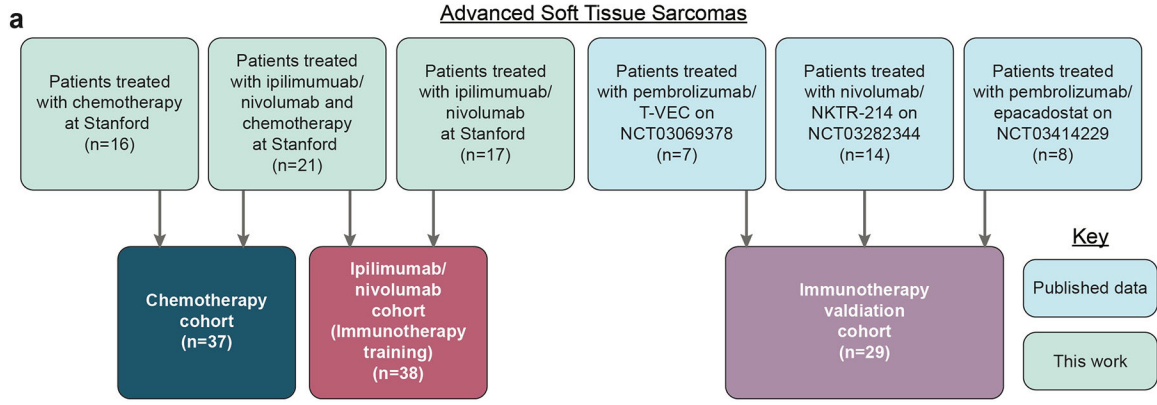 a
Advanced Soft Tissue Sarcomas
Patients treated
with chemotherapy
at Stanford
(n=16)
Patients treated
with ipilimumuab/
nivolumab and
chemotherapy
at Stanford
(n=21)
Patients treated
with ipilimumuab/
nivolumab
at Stanford
(n=17)
Patients treated
with pembrolizumab/
T-VEC on
NCT03069378
(n=7)
Patients treated
with nivolumab/
NKTR-214 on
NCT03282344
(n=14)
Patients treated
with pembrolizumab/
epacadostat on
NCT03414229
(n=8)
Chemotherapy
cohort
(n=37)
Ipilimumab/
nivolumab
cohort
(Immunotherapy
training)
(n=38)
Immunotherapy
valdiation
cohort
(n=29)
Key
Published data
This work